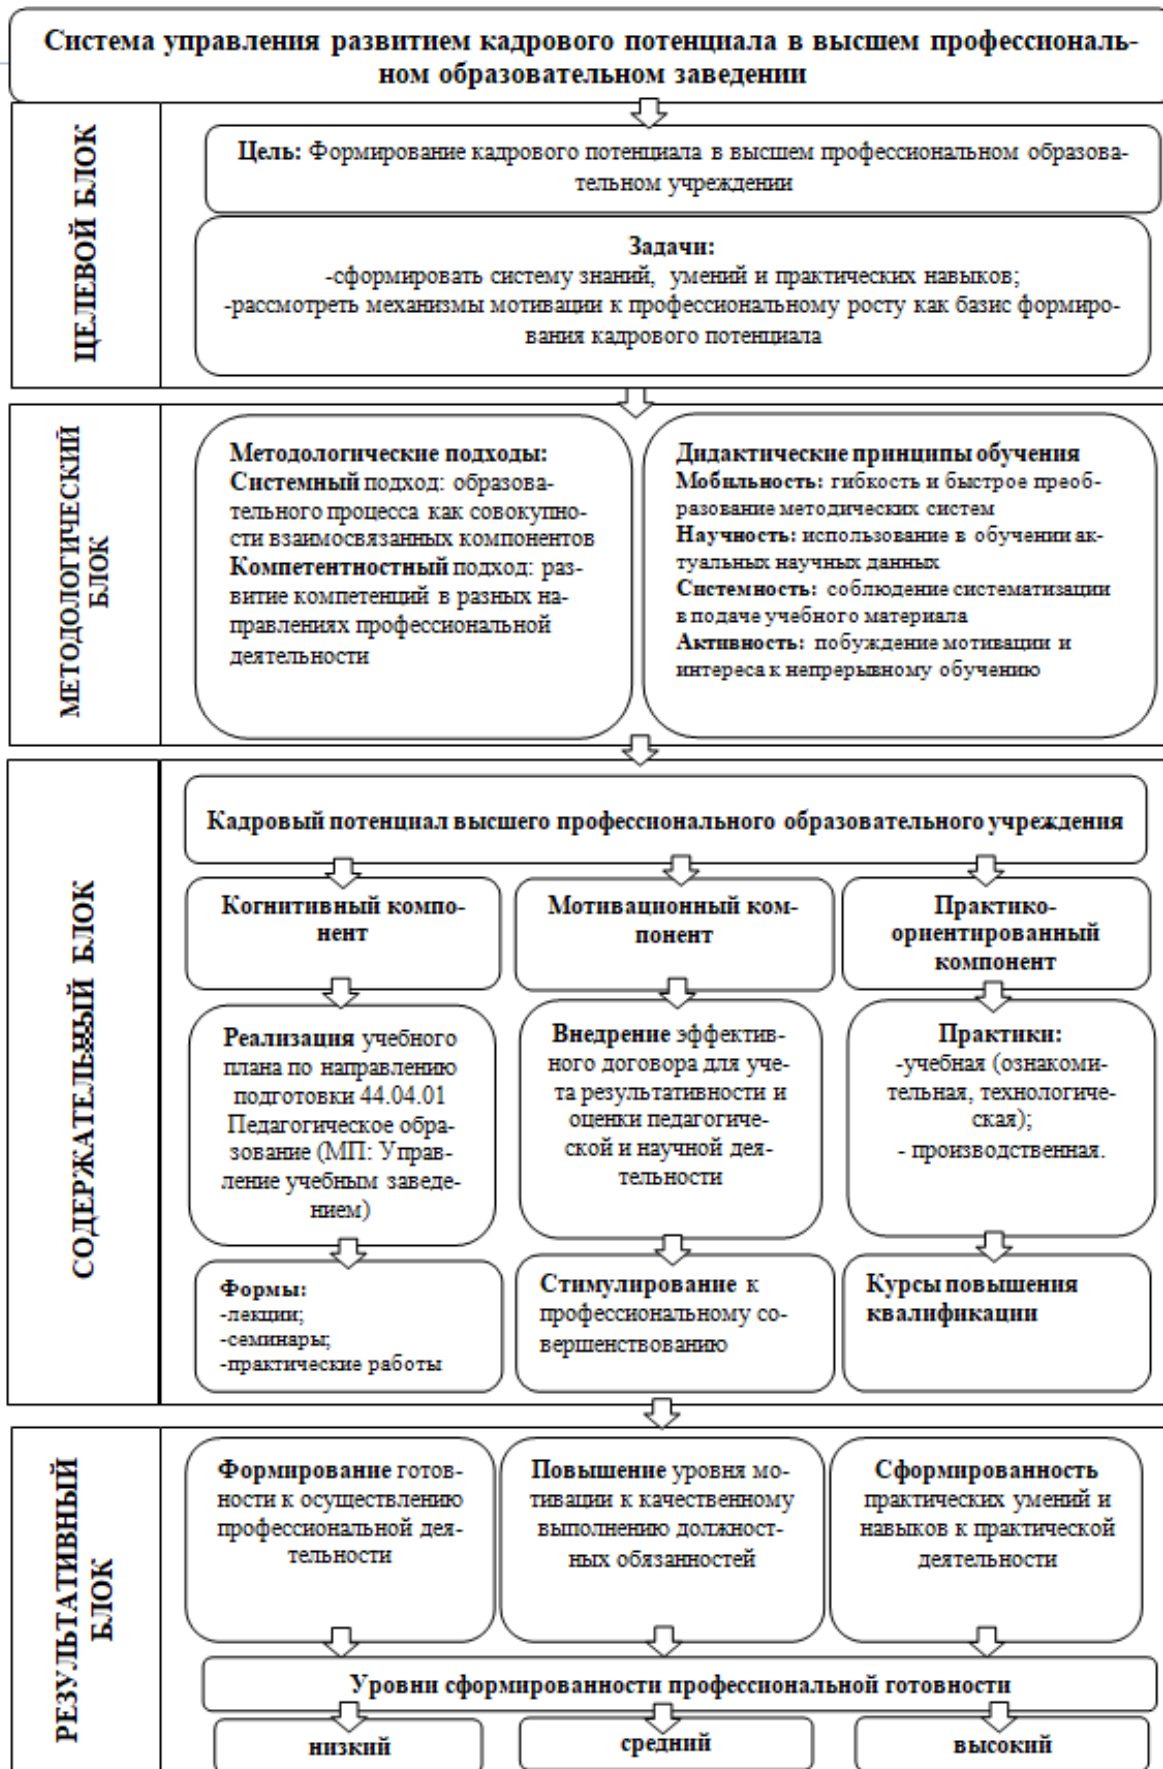 Система управления развитием кадрового потенциала в высшем профессиональ-
ном образовательном заведении
ЦЕЛЕВОЙ БЛОК
Цель: Формирование кадрового потенциала в высшем профессиональном образова-
тельном учреждении
Задачи:
-сформировать систему знаний, умений и практических навыков;
-рассмотреть механизмы мотивации к профессиональному росту как базис формиро-
вания кадрового потенциала
МЕТОДОЛОГИЧЕСКИЙ
БЛОК
Методологические подходы:
Системный подход: образова-
тельного процесса как совокупно-
сти взаимосвязанных компонентов
Компетентностный подход: раз-
витие компетенций в разных на-
правлениях профессиональной
деятельности
Дидактические принципы обучения
Мобильность: гибкость и быстрое преоб-
разование методических систем
Научность: использование в обучении ак-
туальных научных данных
Системность: соблюдение систематизации
в подаче учебного материала
Активность: побуждение мотивации и
интереса к непрерывному обучению
СОДЕРЖАТЕЛЬНЫЙ БЛОК
Кадровый потенциал высшего профессионального образовательного учреждения
Когнитивный компо-
нент
Мотивационный ком-
понент
Практико-
ориентированный
компонент
Реализация учебного
плана по направлению
подготовки 44.04.01
Педагогическое обра-
зование (МП: Управ-
ление учебным заведе-
нием)
Внедрение эффектив-
ного договора для уче-
та результативности и
оценки педагогиче-
ской и научной дея-
тельности
Практики:
-учебная (ознакоми-
тельная, технологиче-
ская);
- производственная.
Формы:
-лекции;
-семинары;
-практические работы
Стимулирование к
профессиональному со-
вершенствованию
Курсы повышения
квалификации
РЕЗУЛЬТАТИВНЫЙ
БЛОК
Формирование готов-
ности к осуществлению
профессиональной дея-
тельности
Повышение уровня мо-
тивации к качественному
выполнению должност-
ных обязанностей
Сформированность
практических умений и
навыков к практической
деятельности
Уровни сформированности профессиональной готовности
низкий
средний
высокий